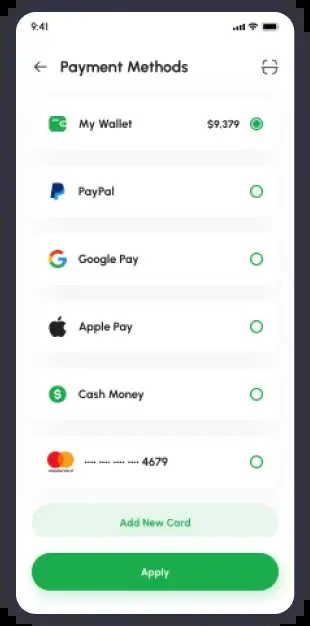 9:41
Payment Methods
My Wallet $9,379
PayPal
Google Pay
Apple Pay
Cash Money
•••• •••• •••• 4679
Add New Card
Apply